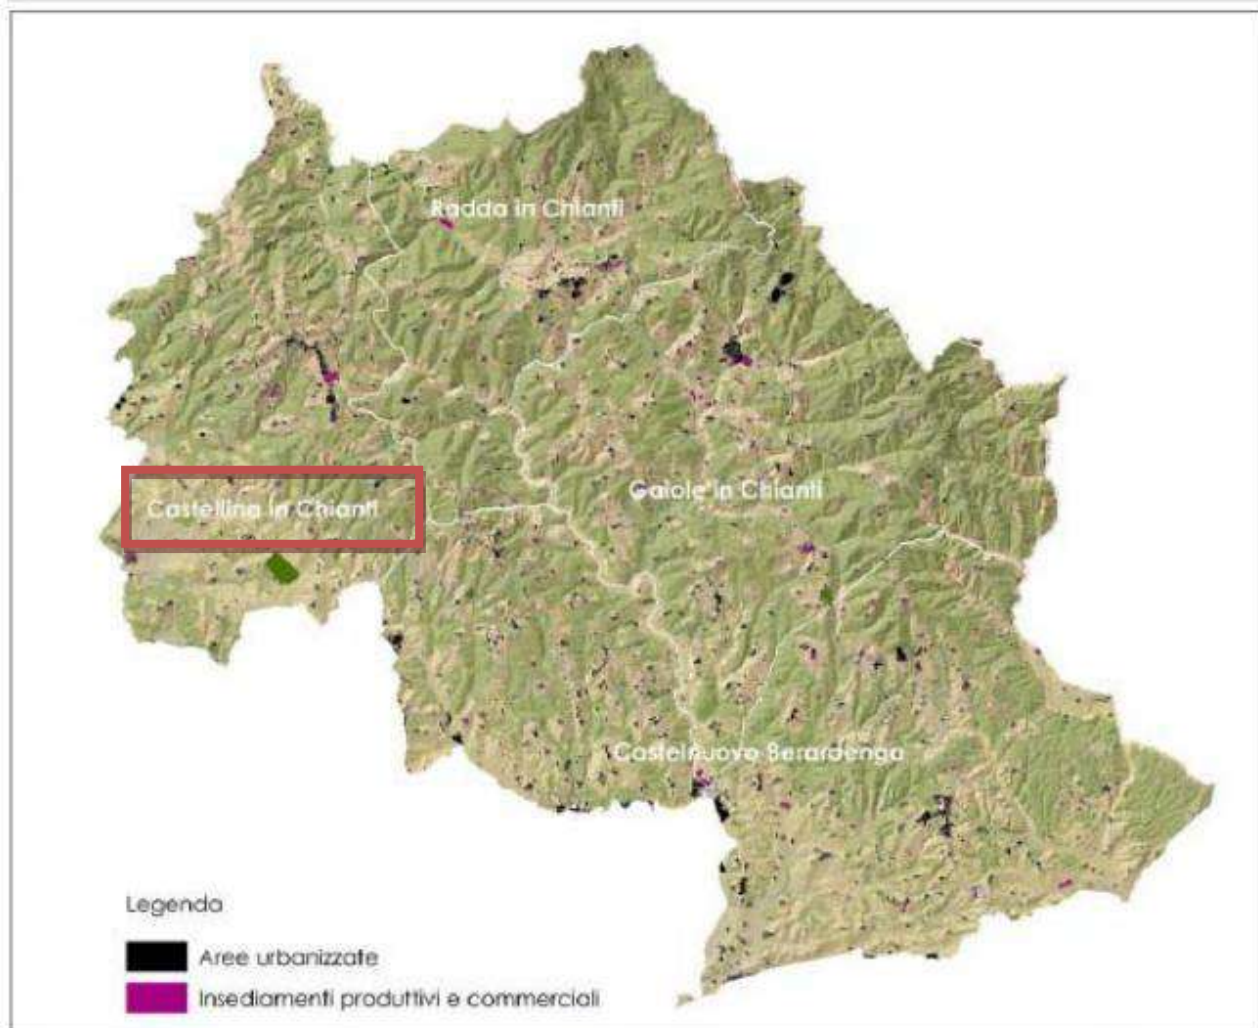 Radda in Chianti
Gaiole in Chianti
Castellina in Chianti
Castelnuovo Berardenga
Legenda
Aree urbanizzate
Insediamenti produttivi e commerciali